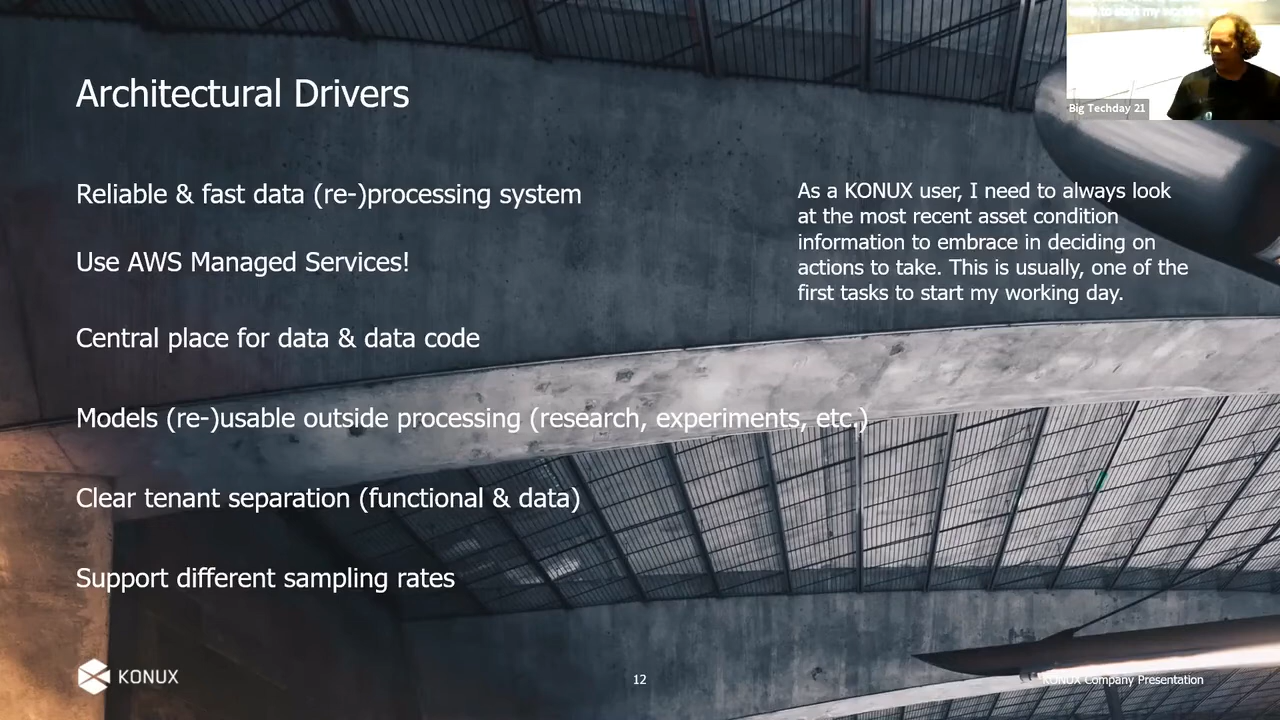 Architectural Drivers
Reliable & fast data (re-)processing system
Use AWS Managed Services!
Central place for data & data code
Models (re-)usable outside processing (research, experiments, etc.)
Clear tenant separation (functional & data)
Support different sampling rates
As a KONUX user, I need to always look
at the most recent asset condition
information to embrace in deciding on
actions to take. This is usually, one of the
first tasks to start my working day.
to start my working
Big Techday 21
KONUX
12
KONUX Company Presentation